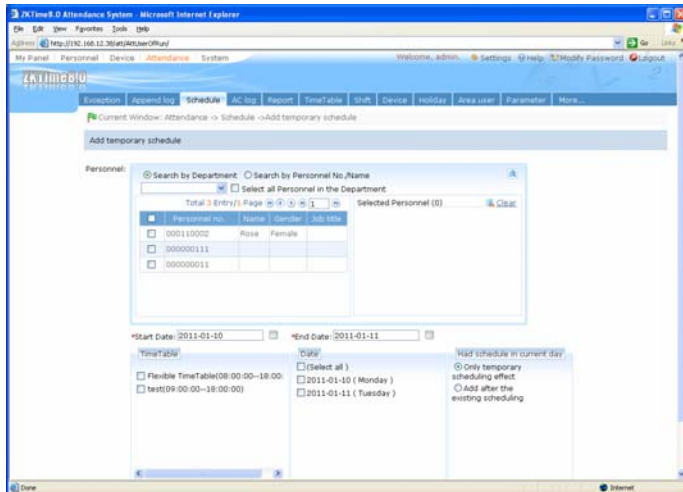 ZKTime8.0 Attendance System - Microsoft Internet Explorer
File Edit View Favorites Tools Help
Address http://192.168.12.38/att/AttUserOfRun/ Go Links
My Panel Personnel Device Attendance System Welcome, admin. Settings Help Modify Password Logout
ZKTime8.0
Exception Append log Schedule AC log Report TimeTable Shift Device Holiday Area user Parameter More...
Current Window: Attendance -> Schedule ->Add temporary schedule
Add temporary schedule
Personnel:
Search by Department Search by Personnel No./Name
Select all Personnel in the Department
Total 3 Entry/1 Page 1 Selected Personnel (0) Clear
Personnel no. Name Gender Job title
000110002 Rose Female
000000111
000000011
*Start Date: 2011-01-10 *End Date: 2011-01-11
TimeTable Date Had schedule in current day
Flexible TimeTable(08:00:00--18:00: (Select all ) Only temporary scheduling effect
test(09:00:00--18:00:00) 2011-01-10 ( Monday ) Add after the existing scheduling
2011-01-11 ( Tuesday )
Done Internet